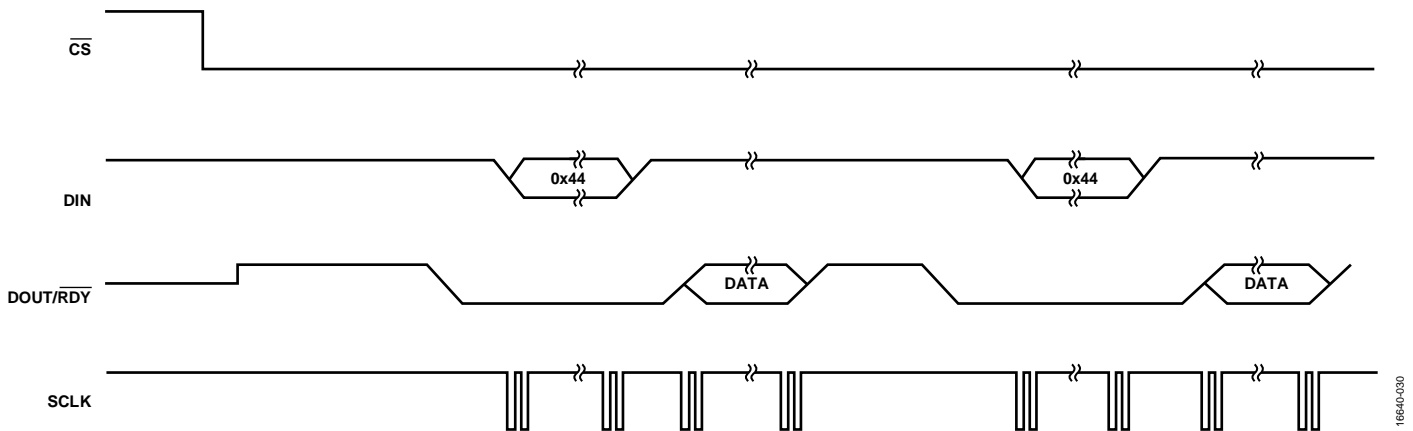 CS
DIN
0x44
0x44
DOUT/RDY
DATA
DATA
SCLK
16640-030